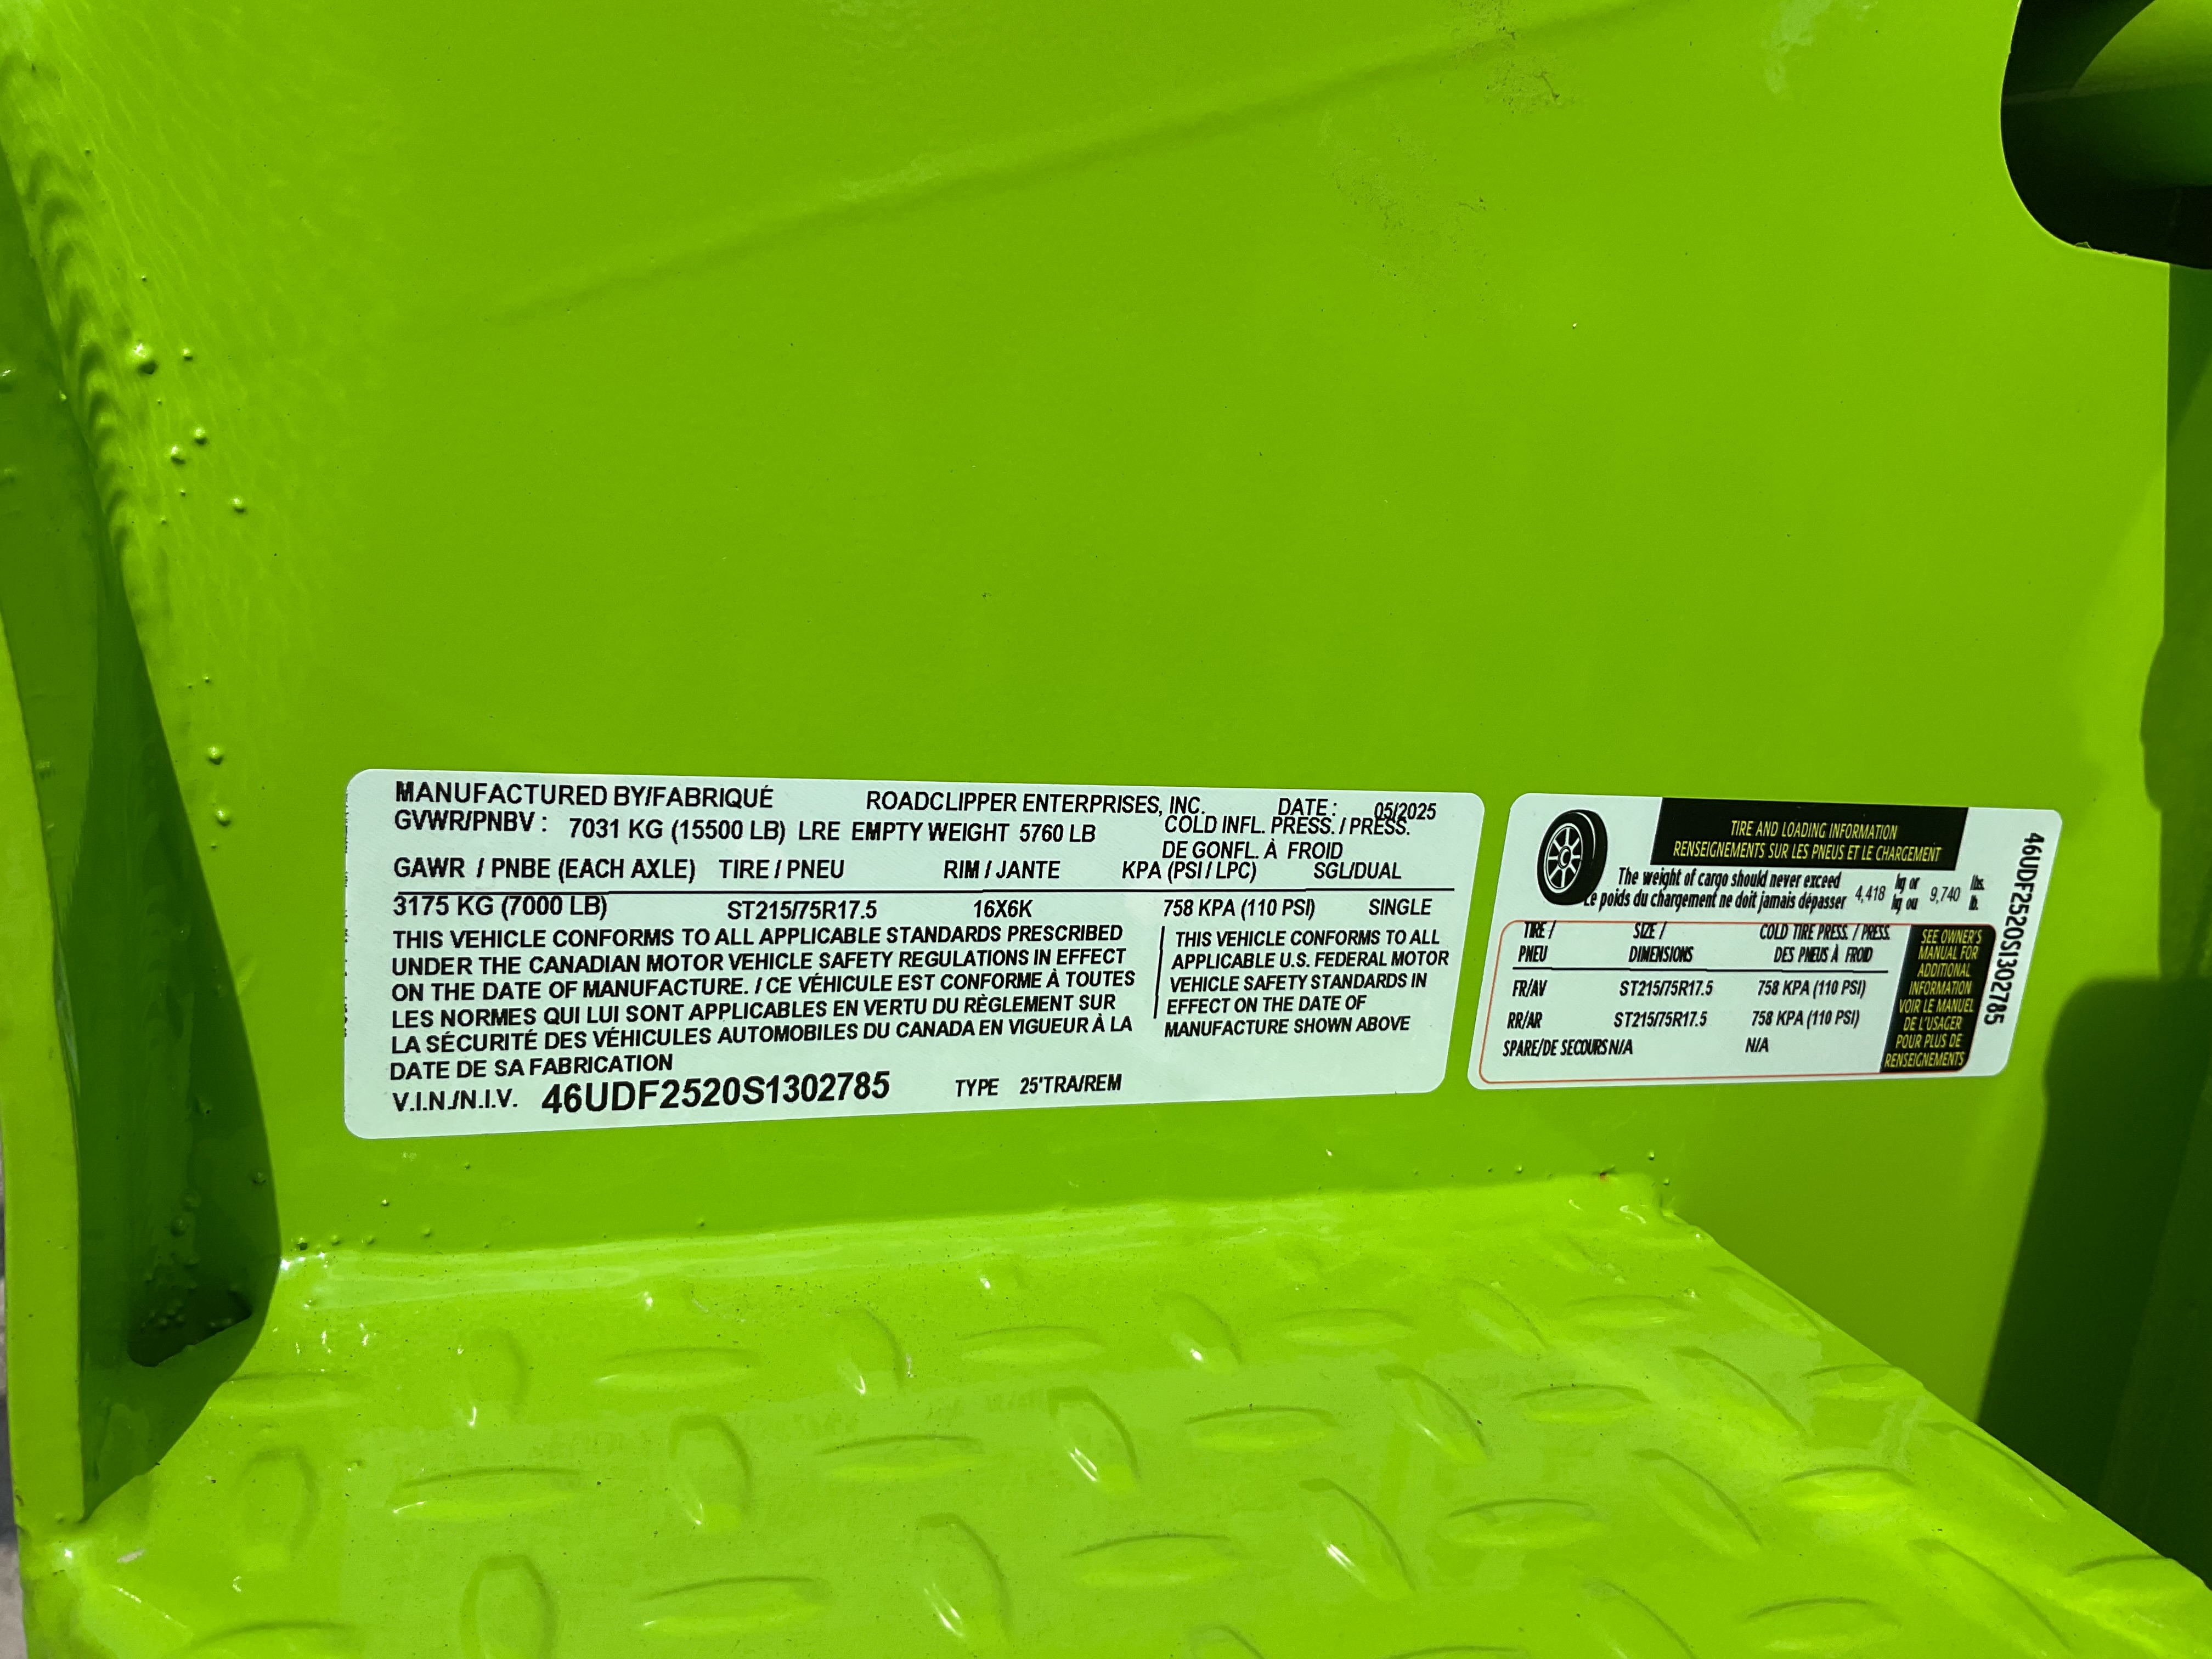 MANUFACTURED BY/FABRIQUÉ ROADCLIPPER ENTERPRISES, INC. DATE : 05/2025
GVWR/PNBV : 7031 KG (15500 LB) LRE EMPTY WEIGHT 5760 LB
COLD INFL. PRESS. / PRESS.
DE GONFL. À FROID
GAWR / PNBE (EACH AXLE) TIRE / PNEU RIM / JANTE KPA (PSI / LPC) SGL/DUAL
3175 KG (7000 LB) ST215/75R17.5 16X6K 758 KPA (110 PSI) SINGLE
THIS VEHICLE CONFORMS TO ALL APPLICABLE STANDARDS PRESCRIBED
UNDER THE CANADIAN MOTOR VEHICLE SAFETY REGULATIONS IN EFFECT
ON THE DATE OF MANUFACTURE. / CE VÉHICULE EST CONFORME À TOUTES
LES NORMES QUI LUI SONT APPLICABLES EN VERTU DU RÈGLEMENT SUR
LA SÉCURITÉ DES VÉHICULES AUTOMOBILES DU CANADA EN VIGUEUR À LA
DATE DE SA FABRICATION
THIS VEHICLE CONFORMS TO ALL
APPLICABLE U.S. FEDERAL MOTOR
VEHICLE SAFETY STANDARDS IN
EFFECT ON THE DATE OF
MANUFACTURE SHOWN ABOVE
V.I.N./N.I.V. 46UDF2520S1302785 TYPE 25'TRA/REM
TIRE AND LOADING INFORMATION
RENSEIGNEMENTS SUR LES PNEUS ET LE CHARGEMENT
The weight of cargo should never exceed 4,418 kg or 9,740 lbs.
Le poids du chargement ne doit jamais dépasser kg ou lb.
TIRE / SIZE / COLD TIRE PRESS. / PRESS.
PNEU DIMENSIONS DES PNEUS À FROID
FR/AV ST215/75R17.5 758 KPA (110 PSI)
RR/AR ST215/75R17.5 758 KPA (110 PSI)
SPARE/DE SECOURS N/A N/A
SEE OWNER'S
MANUAL FOR
ADDITIONAL
INFORMATION
VOIR LE MANUEL
DE L'USAGER
POUR PLUS DE
RENSEIGNEMENTS
46UDF2520S1302785